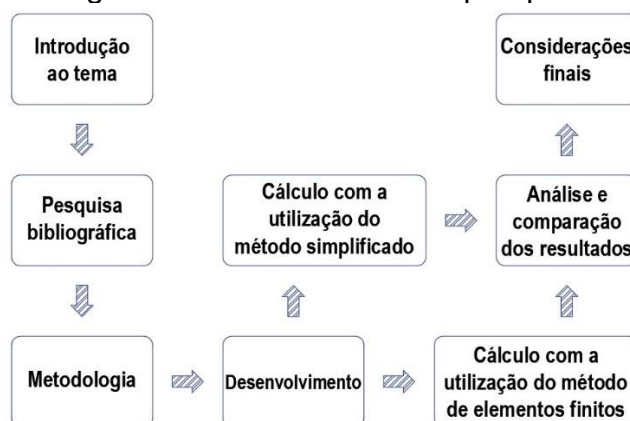 Introdução
ao tema
Considerações
finais
Pesquisa
bibliográfica
Cálculo com a
utilização do
método simplificado
Análise e
comparação
dos resultados
Metodologia
Desenvolvimento
Cálculo com a
utilização do método
de elementos finitos